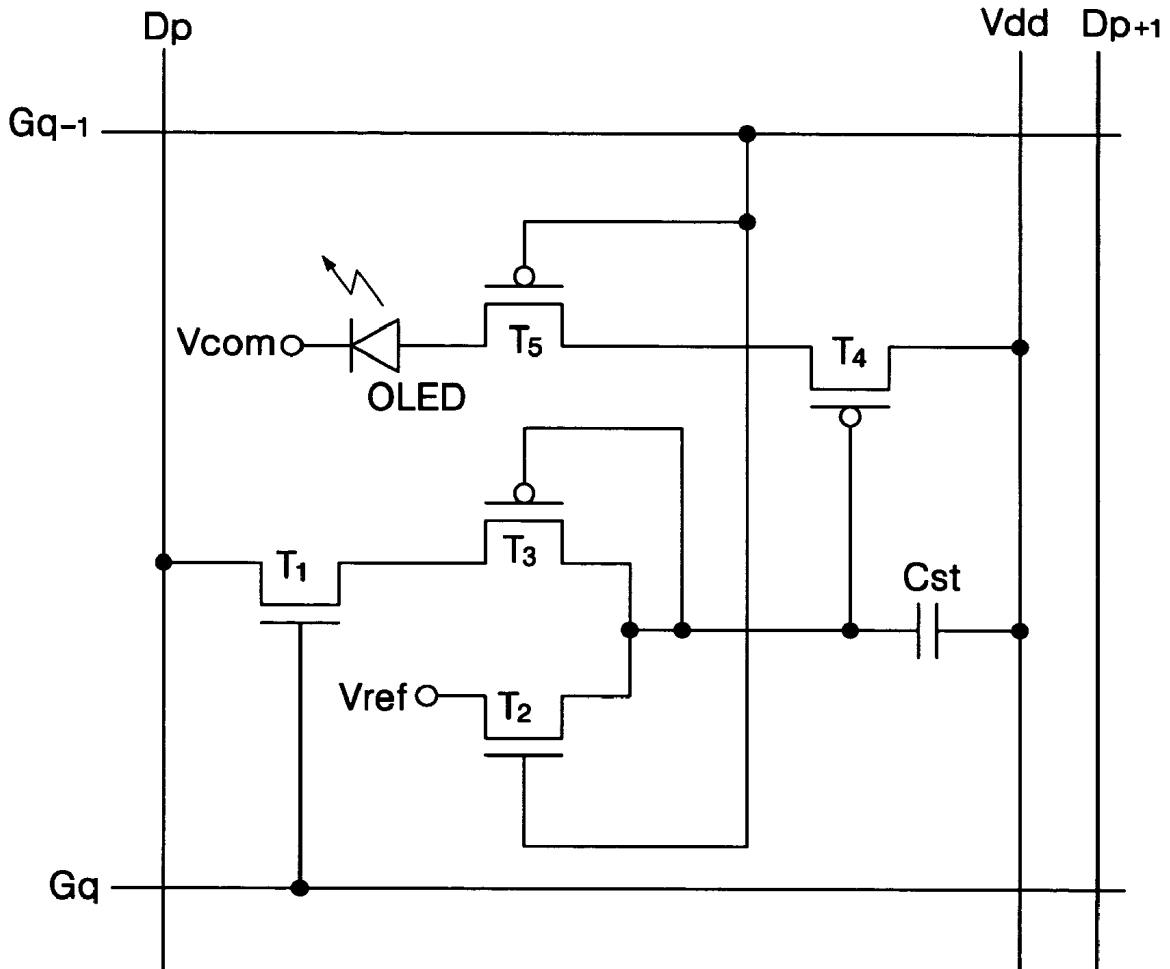 Dp
Vdd
Dp+1
Gq-1
Vcom
T5
T4
OLED
T1
T3
Cst
Vref
T2
Gq